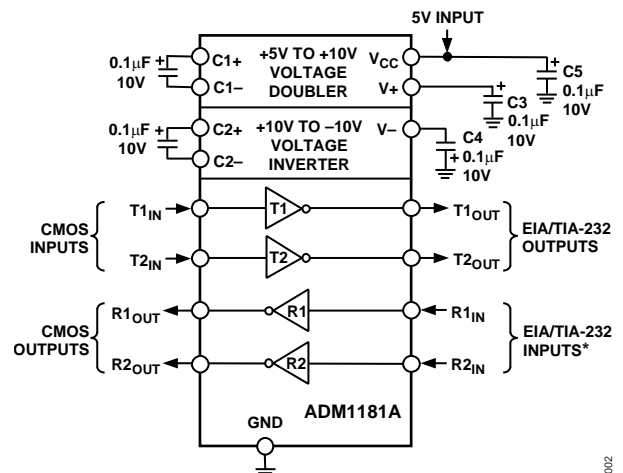 5V INPUT
0.1μF
10V
+
C1+
C1–
+5V TO +10V
VOLTAGE
DOUBLER
VCC
V+
+
C5
0.1μF
10V
+
C3
0.1μF
10V
0.1μF
10V
+
C2+
C2–
+10V TO –10V
VOLTAGE
INVERTER
V–
C4
+
0.1μF
10V
CMOS
INPUTS
T1IN
T1
T1OUT
T2IN
T2
T2OUT
EIA/TIA-232
OUTPUTS
CMOS
OUTPUTS
R1OUT
R1
R1IN
R2OUT
R2
R2IN
EIA/TIA-232
INPUTS*
ADM1181A
GND
002